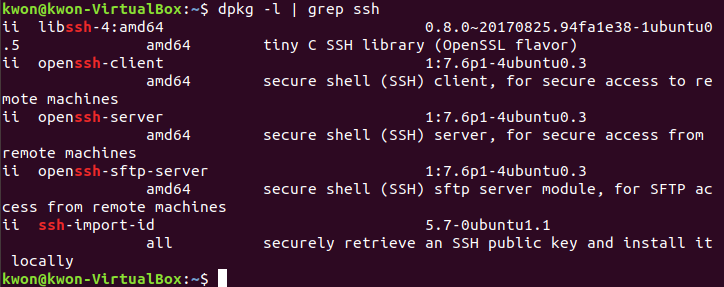 kwon@kwon-VirtualBox:~$ dpkg -l | grep ssh
ii  libssh-4:amd64                             0.8.0~20170825.94fa1e38-1ubuntu0
.5                amd64        tiny C SSH library (OpenSSL flavor)
ii  openssh-client                             1:7.6p1-4ubuntu0.3
                  amd64        secure shell (SSH) client, for secure access to re
mote machines
ii  openssh-server                             1:7.6p1-4ubuntu0.3
                  amd64        secure shell (SSH) server, for secure access from
remote machines
ii  openssh-sftp-server                        1:7.6p1-4ubuntu0.3
                  amd64        secure shell (SSH) sftp server module, for SFTP ac
cess from remote machines
ii  ssh-import-id                              5.7-0ubuntu1.1
                  all          securely retrieve an SSH public key and install it
 locally
kwon@kwon-VirtualBox:~$